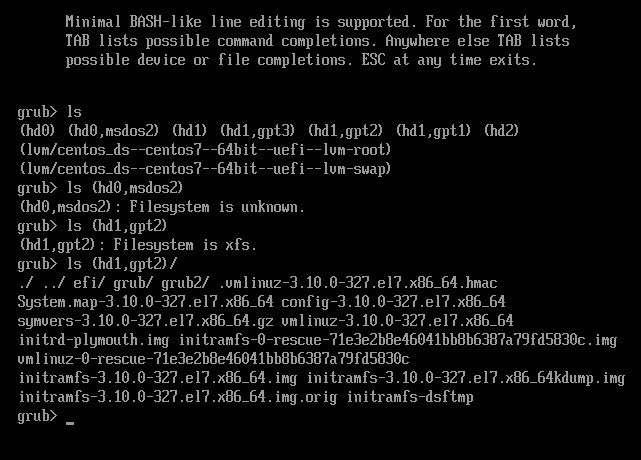 Minimal BASH-like line editing is supported. For the first word,
TAB lists possible command completions. Anywhere else TAB lists
possible device or file completions. ESC at any time exits.
grub> ls
(hd0) (hd0,msdos2) (hd1) (hd1,gpt3) (hd1,gpt2) (hd1,gpt1) (hd2)
(lvm/centos_ds--centos7--64bit--uefi--lvm-root)
(lvm/centos_ds--centos7--64bit--uefi--lvm-swap)
grub> ls (hd0,msdos2)
(hd0,msdos2): Filesystem is unknown.
grub> ls (hd1,gpt2)
(hd1,gpt2): Filesystem is xfs.
grub> ls (hd1,gpt2)/
./ ../ efi/ grub/ grub2/ .vmlinuz-3.10.0-327.el7.x86_64.hmac
System.map-3.10.0-327.el7.x86_64 config-3.10.0-327.el7.x86_64
symvers-3.10.0-327.el7.x86_64.gz vmlinuz-3.10.0-327.el7.x86_64
initrd-plymouth.img initramfs-0-rescue-71e3e2b8e46041bb8b6387a79fd5830c.img
vmlinuz-0-rescue-71e3e2b8e46041bb8b6387a79fd5830c
initramfs-3.10.0-327.el7.x86_64.img initramfs-3.10.0-327.el7.x86_64kdump.img
initramfs-3.10.0-327.el7.x86_64.img.orig initramfs-dsftmp
grub> _